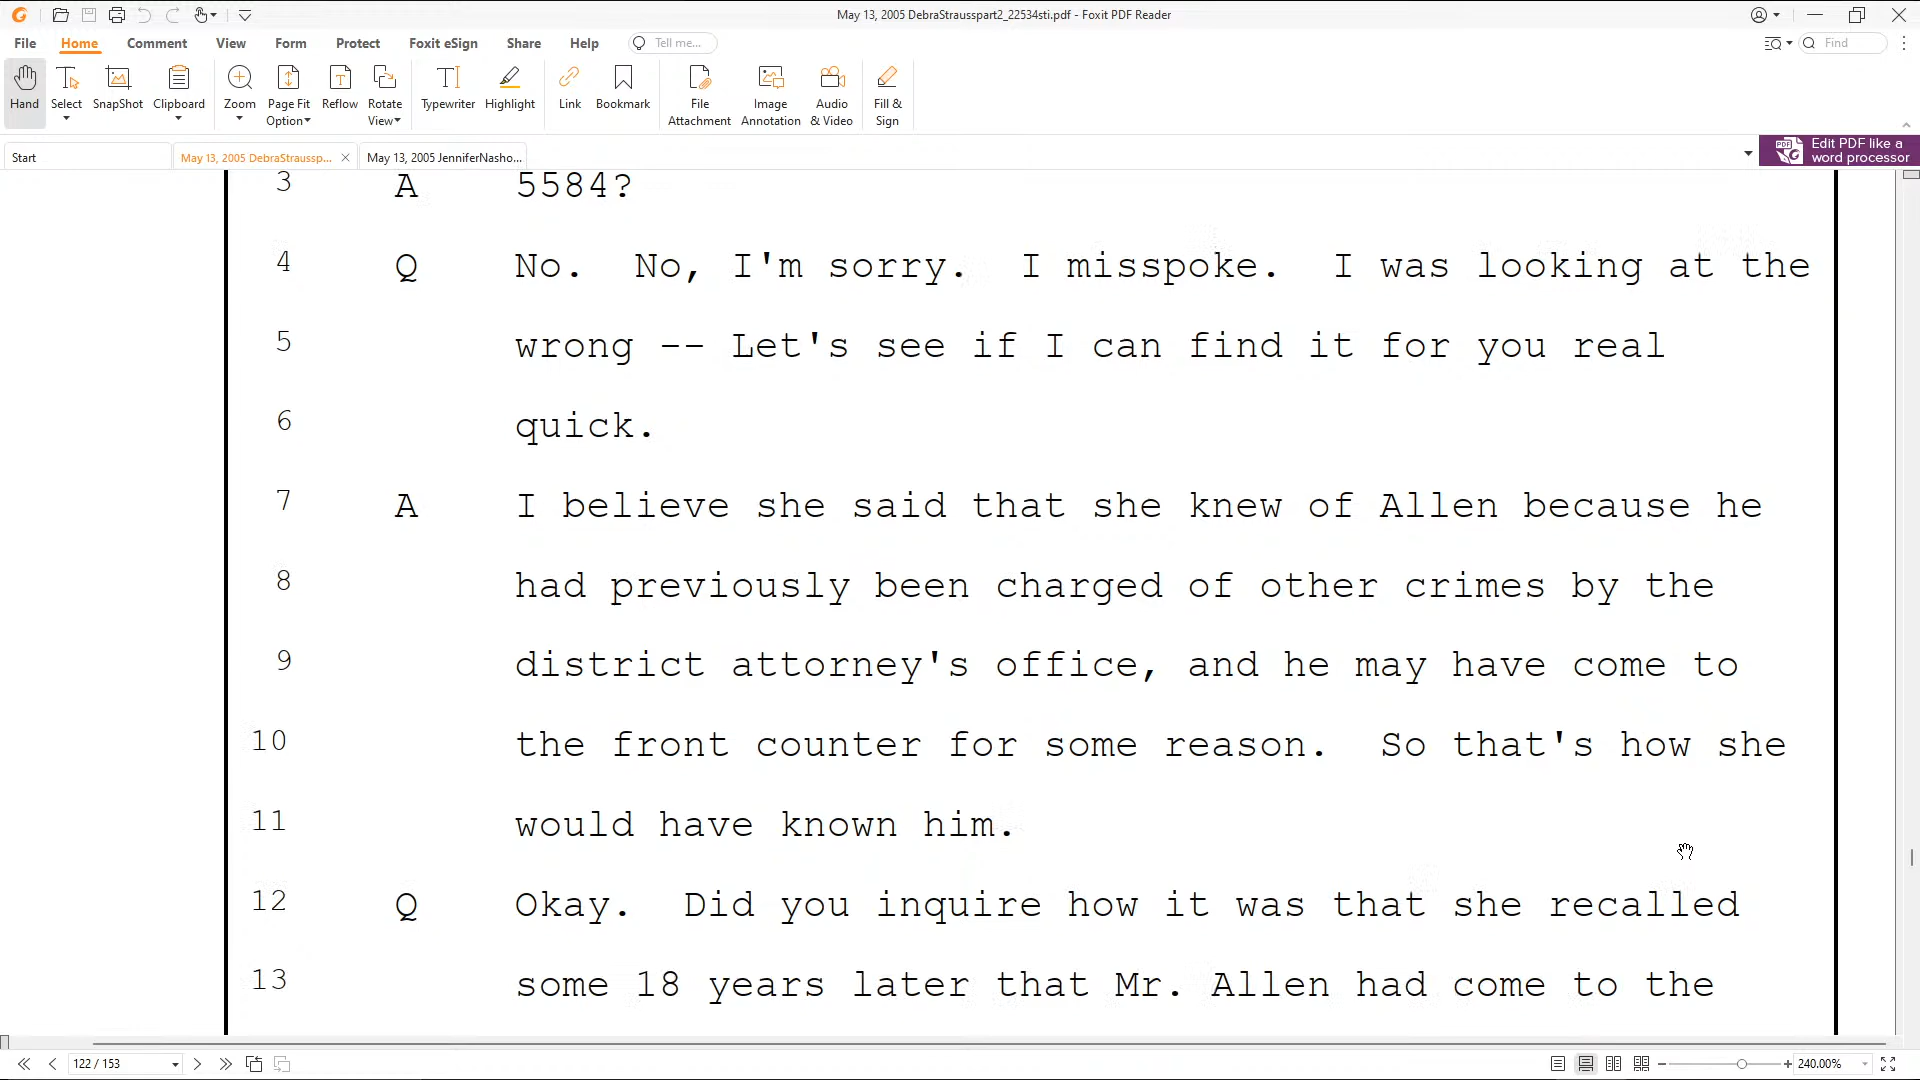 May 13, 2005 DebraStrausspart2_22534sti.pdf - Foxit PDF Reader
File Home Comment View Form Protect Foxit eSign Share Help Tell me... Find
Hand Select SnapShot Clipboard Zoom Page Fit Option Reflow Rotate View Typewriter Highlight Link Bookmark File Attachment Image Annotation Audio & Video Fill & Sign
Start May 13, 2005 DebraStraussp... May 13, 2005 JenniferNasho... Edit PDF like a
word processor
3 A 5584?
4 Q No. No, I'm sorry. I misspoke. I was looking at the
5 wrong -- Let's see if I can find it for you real
6 quick.
7 A I believe she said that she knew of Allen because he
8 had previously been charged of other crimes by the
9 district attorney's office, and he may have come to
10 the front counter for some reason. So that's how she
11 would have known him.
12 Q Okay. Did you inquire how it was that she recalled
13 some 18 years later that Mr. Allen had come to the
122 / 153 240.00%